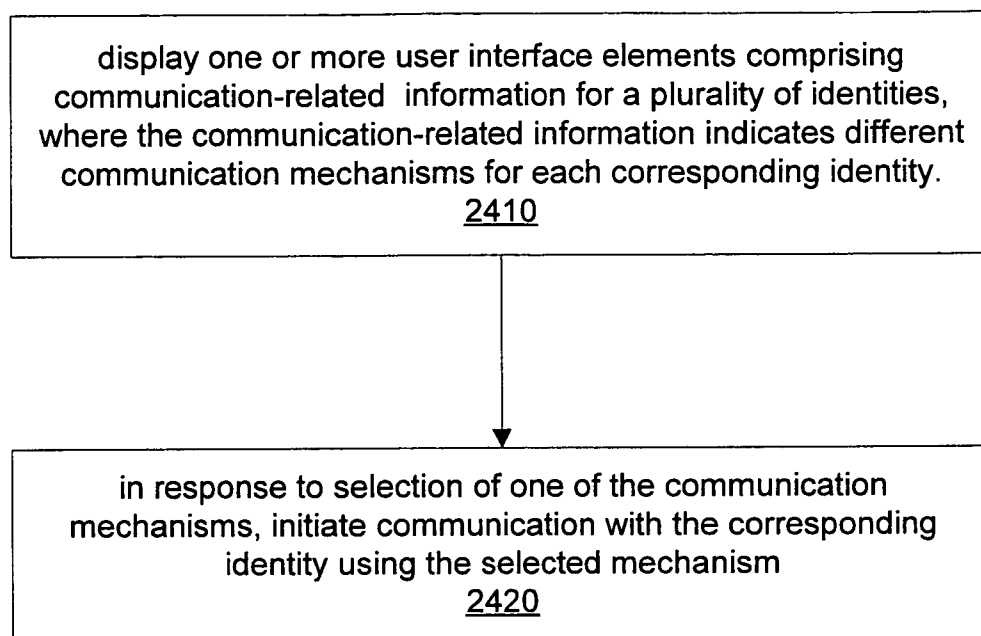 display one or more user interface elements comprising
communication-related information for a plurality of identities,
where the communication-related information indicates different
communication mechanisms for each corresponding identity.
2410
in response to selection of one of the communication
mechanisms, initiate communication with the corresponding
identity using the selected mechanism
2420